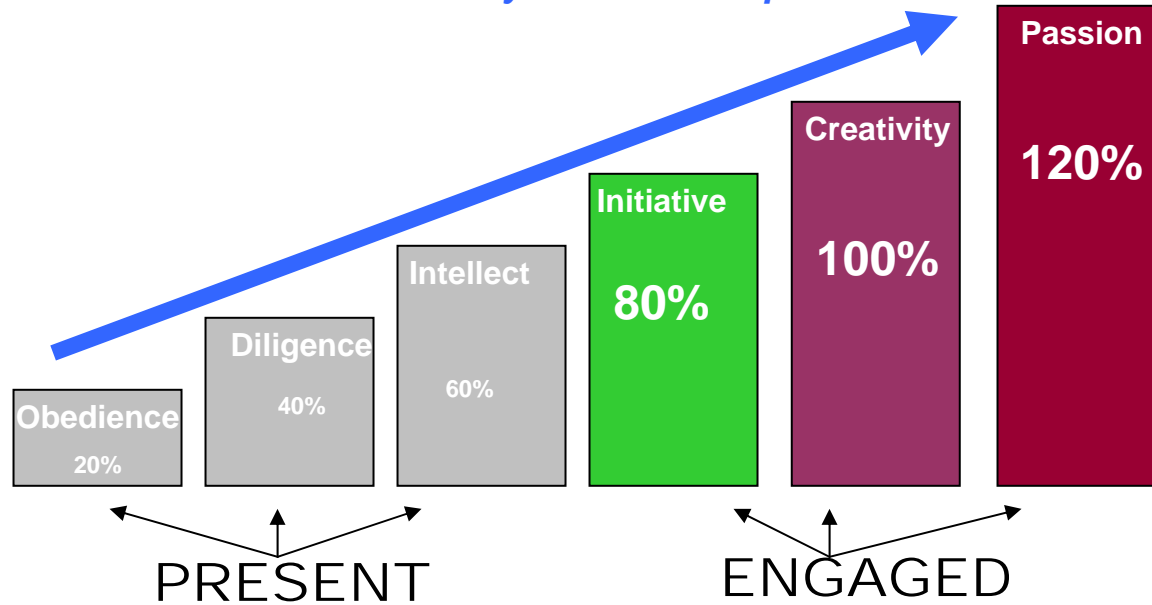 Obedience
20%
Diligence
40%
Intellect
60%
Initiative
80%
Creativity
100%
Passion
120%
PRESENT
ENGAGED